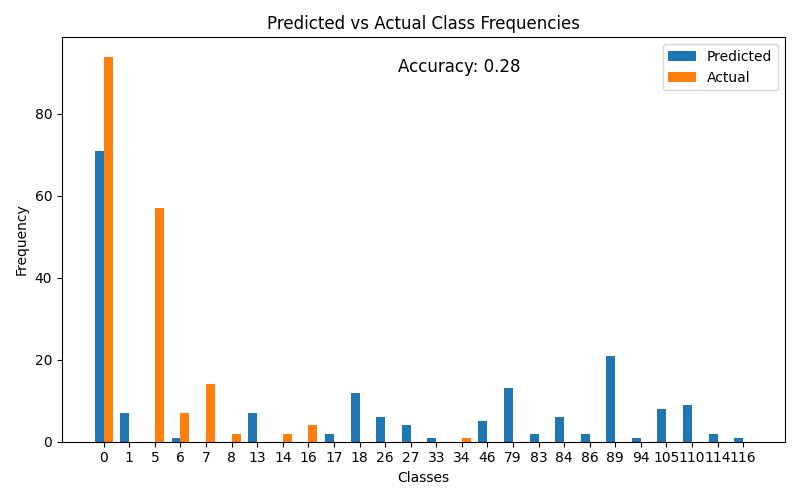 Predicted vs Actual Class Frequencies
Accuracy: 0.28
Predicted
Actual
Frequency
80
60
40
20
0
0 1 5 6 7 8 13 14 16 17 18 26 27 33 34 46 79 83 84 86 89 94 105 110 114 116
Classes